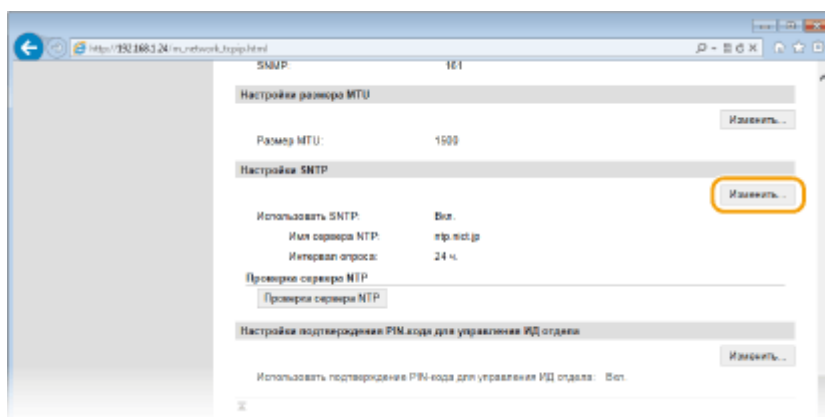 http://192.168.1.24/m_network_tcpip.html
SNMP: 161
Настройки размера MTU
Изменить...
Размер MTU: 1500
Настройки SNTP
Изменить...
Использовать SNTP: Вкл.
Имя сервера NTP: ntp.nict.jp
Интервал опроса: 24 ч.
Проверка сервера NTP
Проверка сервера NTP
Настройки подтверждения PIN-кода для управления ИД отдела
Изменить...
Использовать подтверждение PIN-кода для управления ИД отдела: Вкл.